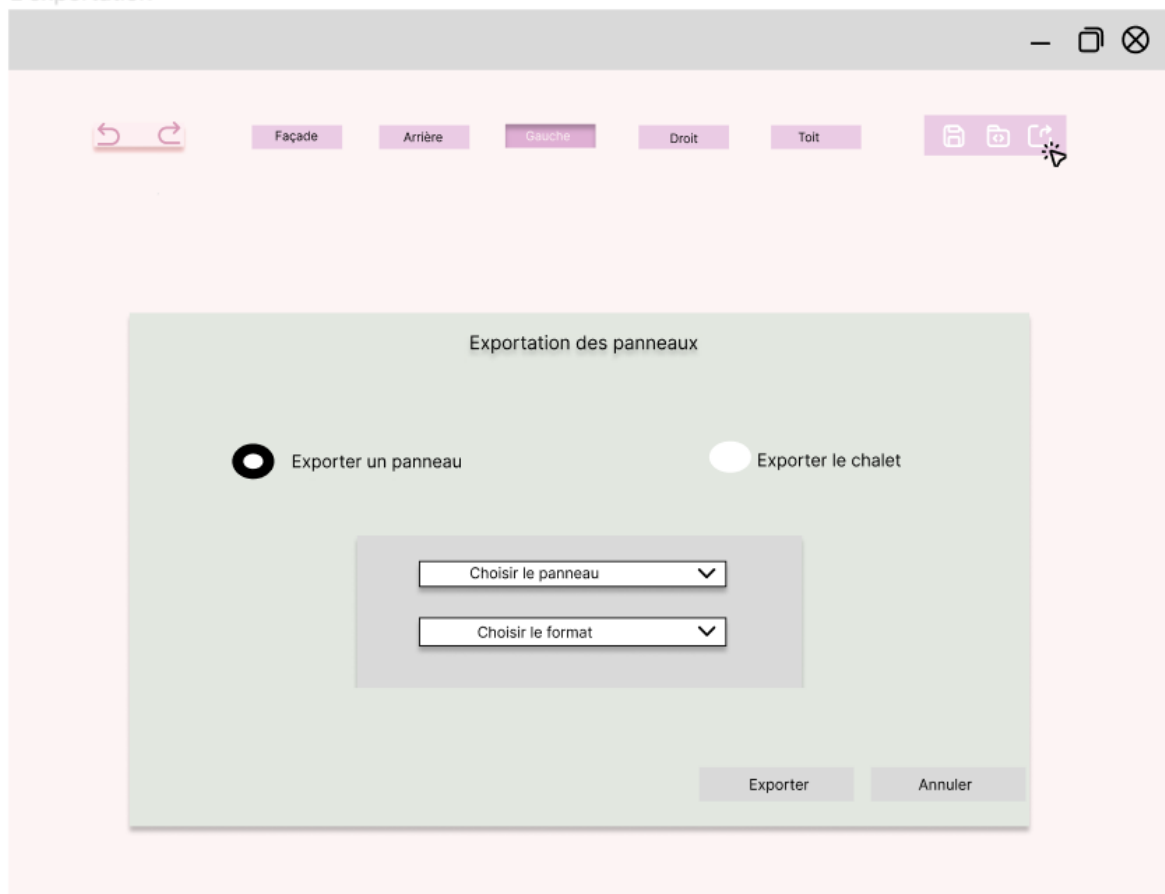 Façade
Arrière
Gauche
Droit
Toit
Exportation des panneaux
Exporter un panneau
Exporter le chalet
Choisir le panneau
Choisir le format
Exporter
Annuler